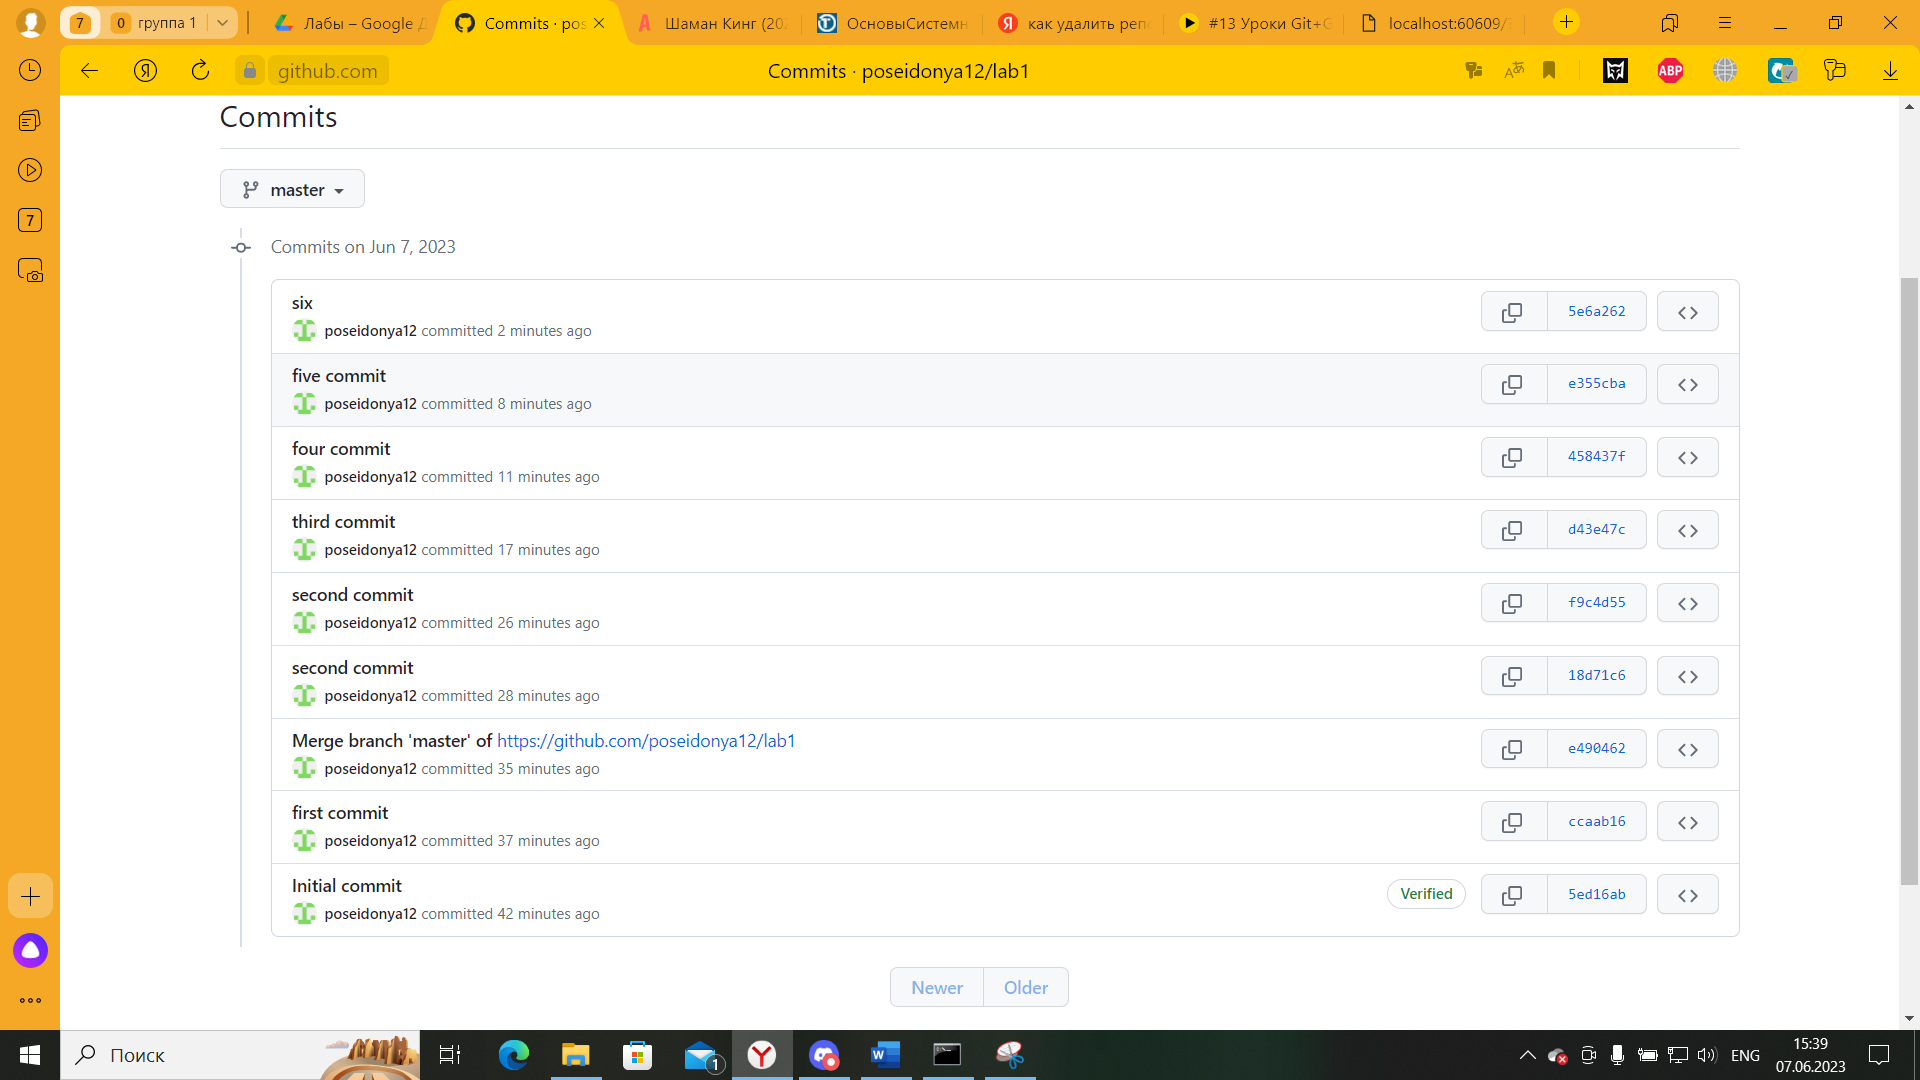 7
0 группа 1
Лабы – Google Д
Commits · pos
Шаман Кинг (20
ОсновыСистемн
как удалить репо
#13 Уроки Git+G
localhost:60609/
github.com
Commits · poseidonya12/lab1
ABP
7
Commits
master
Commits on Jun 7, 2023
six
poseidonya12 committed 2 minutes ago
5e6a262
five commit
poseidonya12 committed 8 minutes ago
e355cba
four commit
poseidonya12 committed 11 minutes ago
458437f
third commit
poseidonya12 committed 17 minutes ago
d43e47c
second commit
poseidonya12 committed 26 minutes ago
f9c4d55
second commit
poseidonya12 committed 28 minutes ago
18d71c6
Merge branch 'master' of https://github.com/poseidonya12/lab1
poseidonya12 committed 35 minutes ago
e490462
first commit
poseidonya12 committed 37 minutes ago
ccaab16
Initial commit
poseidonya12 committed 42 minutes ago
Verified
5ed16ab
Newer
Older
Поиск
1
ENG
15:39
07.06.2023